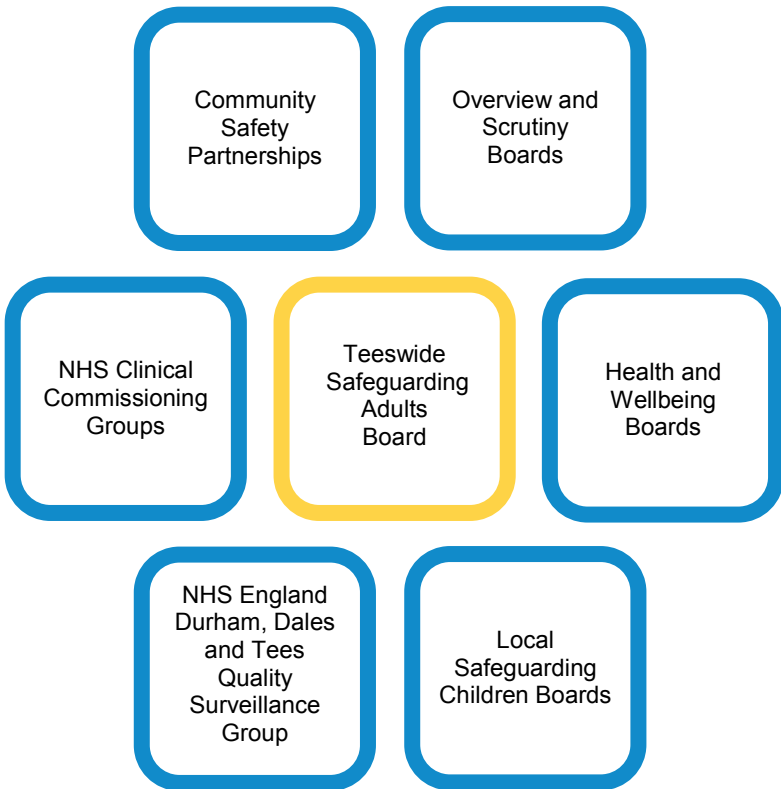 Community
Safety
Partnerships
Overview and
Scrutiny
Boards
NHS Clinical
Commissioning
Groups
Teeswide
Safeguarding
Adults
Board
Health and
Wellbeing
Boards
NHS England
Durham, Dales
and Tees
Quality
Surveillance
Group
Local
Safeguarding
Children Boards